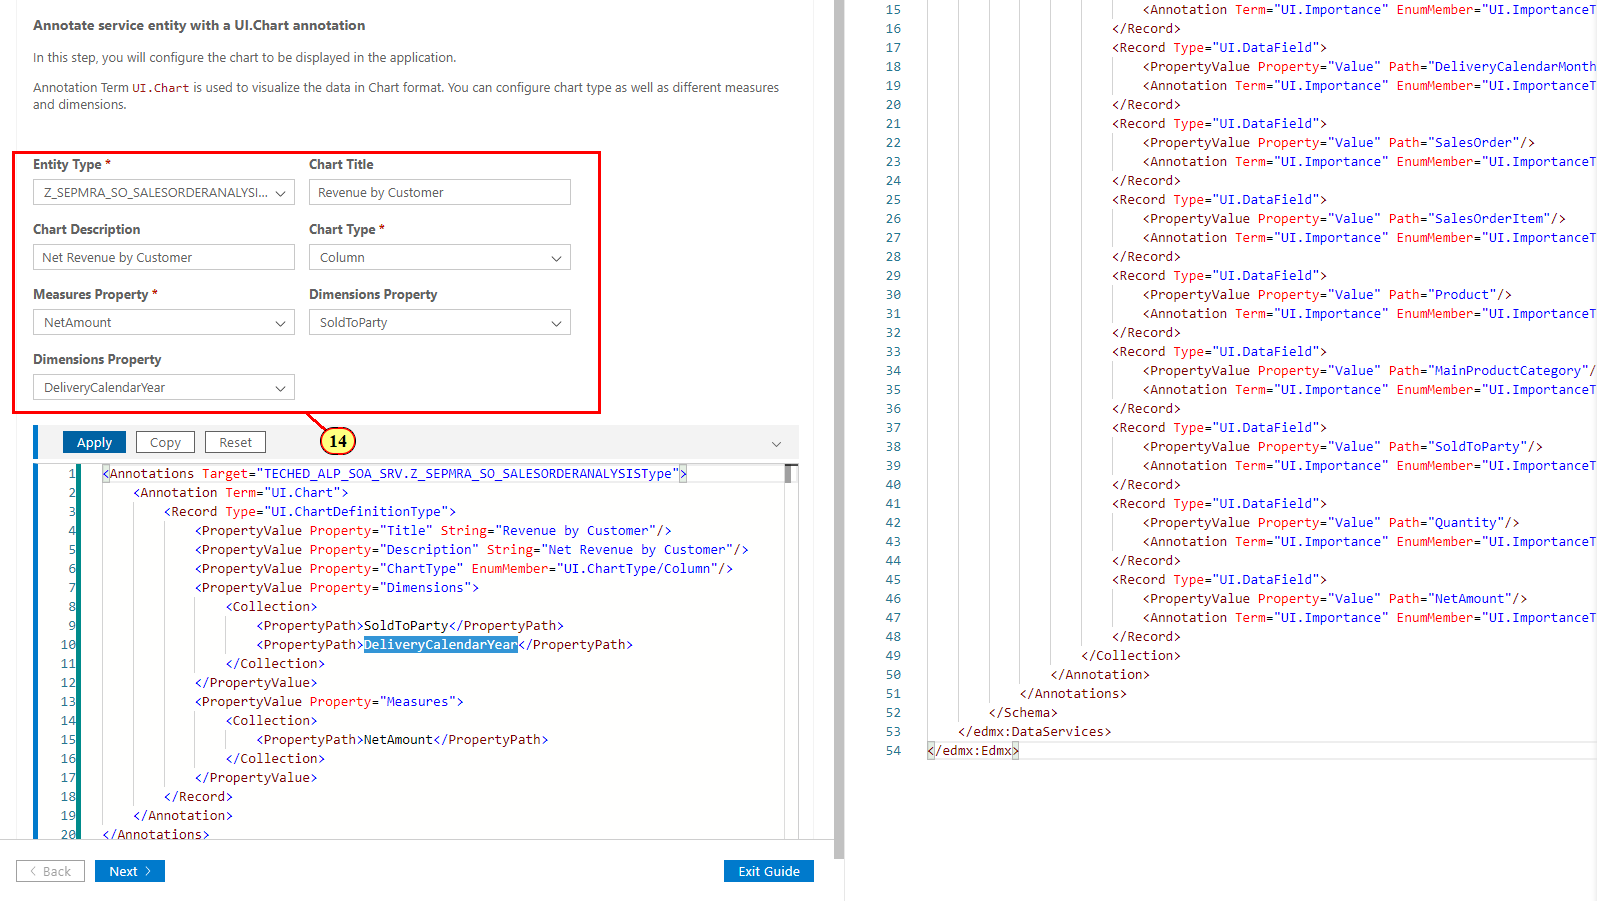 Annotate service entity with a UI.Chart annotation
In this step, you will configure the chart to be displayed in the application.
Annotation Term UI.Chart is used to visualize the data in Chart format. You can configure chart type as well as different measures
and dimensions.
Entity Type * Chart Title
Z_SEPMRA_SO_SALESORDERANALYSI... Revenue by Customer
Chart Description Chart Type *
Net Revenue by Customer Column
Measures Property * Dimensions Property
NetAmount SoldToParty
Dimensions Property
DeliveryCalendarYear
Apply Copy Reset 14
1 <Annotations Target="TECHED_ALP_SOA_SRV.Z_SEPMRA_SO_SALESORDERANALYSISType">
2 <Annotation Term="UI.Chart">
3 <Record Type="UI.ChartDefinitionType">
4 <PropertyValue Property="Title" String="Revenue by Customer"/>
5 <PropertyValue Property="Description" String="Net Revenue by Customer"/>
6 <PropertyValue Property="ChartType" EnumMember="UI.ChartType/Column"/>
7 <PropertyValue Property="Dimensions">
8 <Collection>
9 <PropertyPath>SoldToParty</PropertyPath>
10 <PropertyPath>DeliveryCalendarYear</PropertyPath>
11 </Collection>
12 </PropertyValue>
13 <PropertyValue Property="Measures">
14 <Collection>
15 <PropertyPath>NetAmount</PropertyPath>
16 </Collection>
17 </PropertyValue>
18 </Record>
19 </Annotation>
20 </Annotations>
Back Next Exit Guide
15 <Annotation Term="UI.Importance" EnumMember="UI.ImportanceT
16 </Record>
17 <Record Type="UI.DataField">
18 <PropertyValue Property="Value" Path="DeliveryCalendarMonth
19 <Annotation Term="UI.Importance" EnumMember="UI.ImportanceT
20 </Record>
21 <Record Type="UI.DataField">
22 <PropertyValue Property="Value" Path="SalesOrder"/>
23 <Annotation Term="UI.Importance" EnumMember="UI.ImportanceT
24 </Record>
25 <Record Type="UI.DataField">
26 <PropertyValue Property="Value" Path="SalesOrderItem"/>
27 <Annotation Term="UI.Importance" EnumMember="UI.ImportanceT
28 </Record>
29 <Record Type="UI.DataField">
30 <PropertyValue Property="Value" Path="Product"/>
31 <Annotation Term="UI.Importance" EnumMember="UI.ImportanceT
32 </Record>
33 <Record Type="UI.DataField">
34 <PropertyValue Property="Value" Path="MainProductCategory"/
35 <Annotation Term="UI.Importance" EnumMember="UI.ImportanceT
36 </Record>
37 <Record Type="UI.DataField">
38 <PropertyValue Property="Value" Path="SoldToParty"/>
39 <Annotation Term="UI.Importance" EnumMember="UI.ImportanceT
40 </Record>
41 <Record Type="UI.DataField">
42 <PropertyValue Property="Value" Path="Quantity"/>
43 <Annotation Term="UI.Importance" EnumMember="UI.ImportanceT
44 </Record>
45 <Record Type="UI.DataField">
46 <PropertyValue Property="Value" Path="NetAmount"/>
47 <Annotation Term="UI.Importance" EnumMember="UI.ImportanceT
48 </Record>
49 </Collection>
50 </Annotation>
51 </Annotations>
52 </Schema>
53 </edmx:DataServices>
54 </edmx:Edmx>